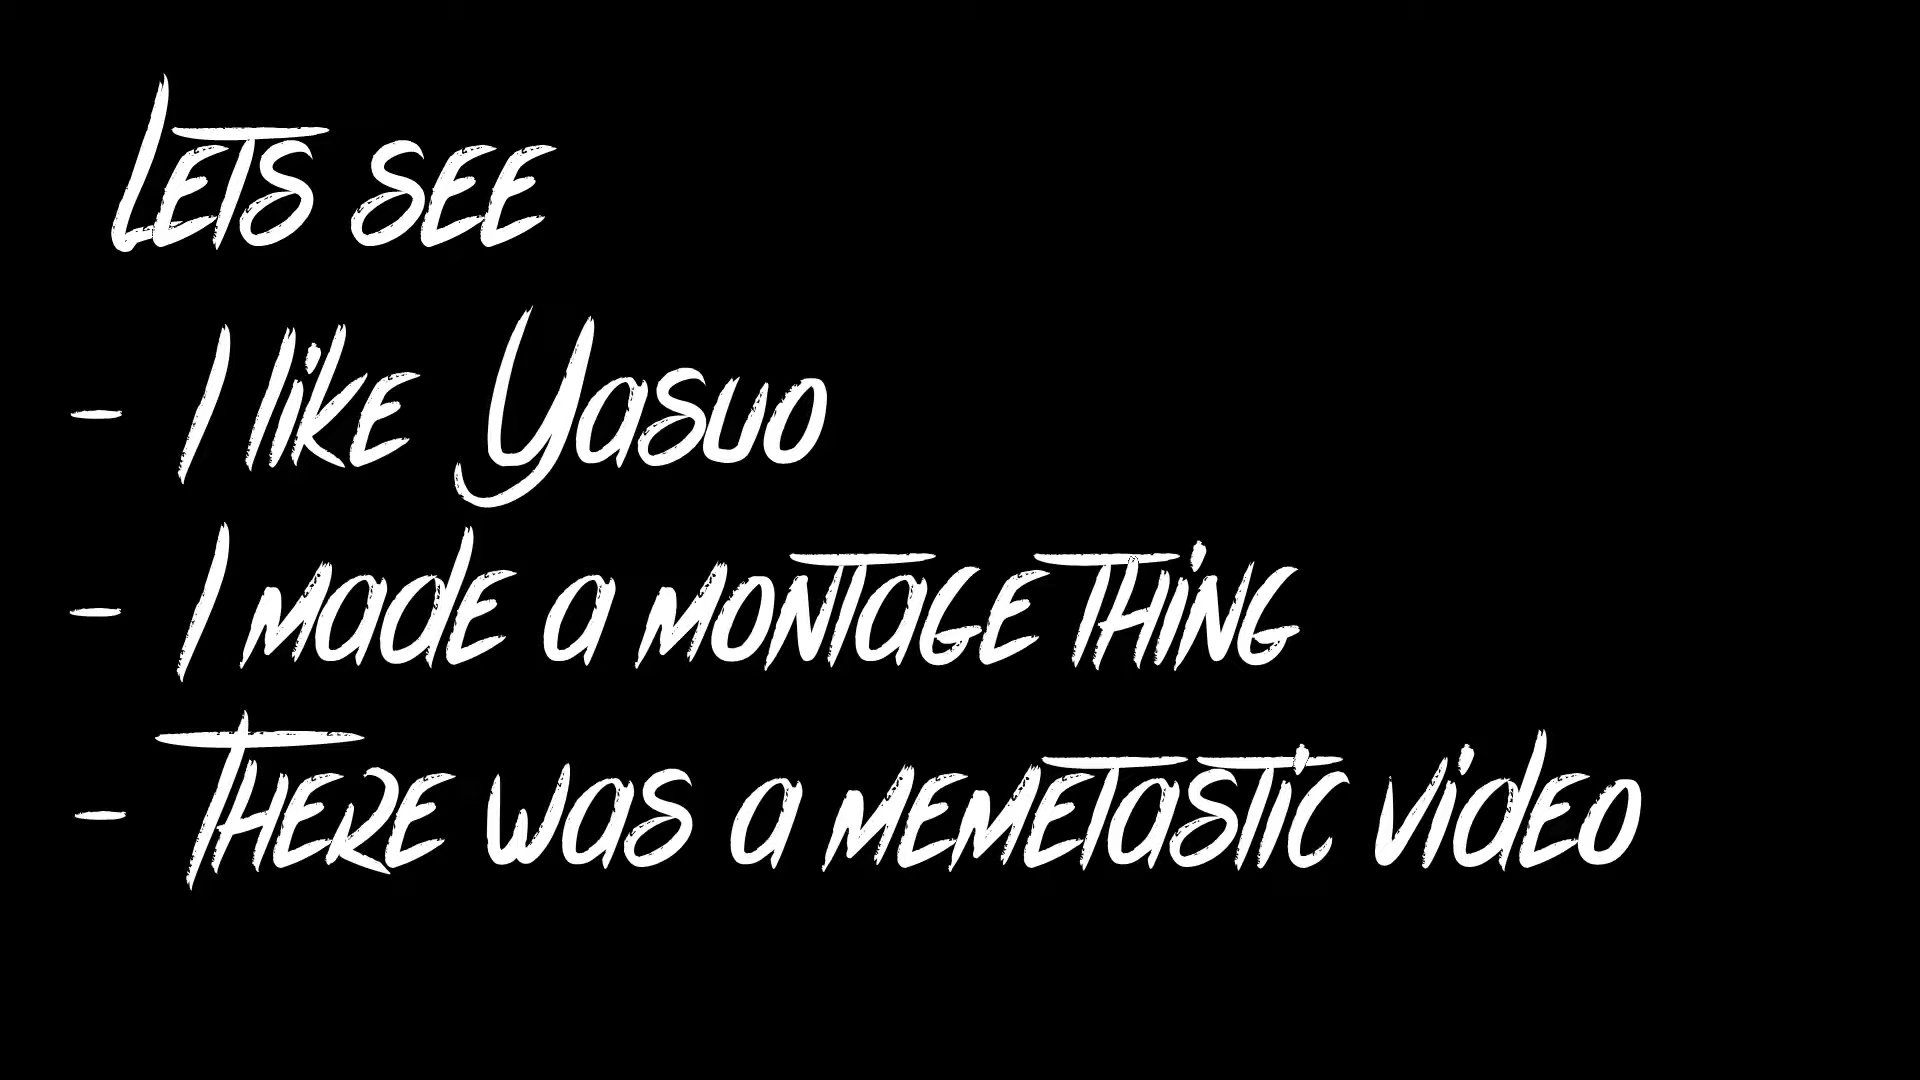 Lets see
- I like Yasuo
- I made a montage thing
- There was a memetastic video